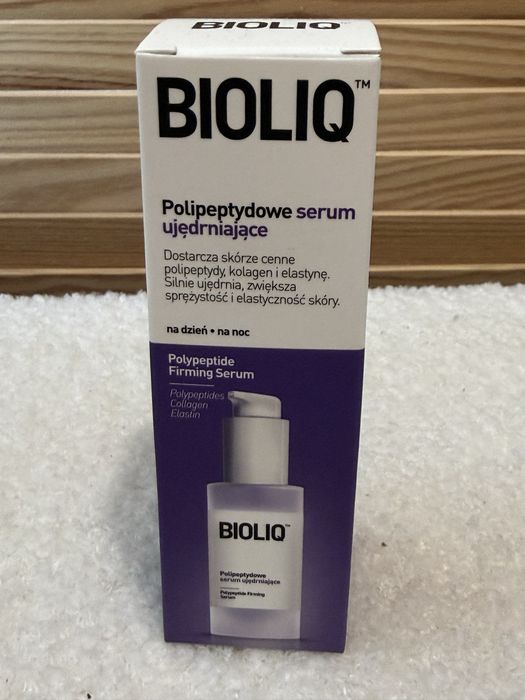 BIOLIQ
BIOLIQ™
Polipeptydowe serum
ujędrniające
Dostarcza skórze cenne
polipeptydy, kolagen i elastynę.
Silnie ujędrnia, zwiększa
sprężystość i elastyczność skóry.
na dzień • na noc
Polypeptide
Firming Serum
Polypeptides
Collagen
Elastin
BIOLIQ™
Polipeptydowe
serum ujędrniające
Polypeptide Firming
Serum